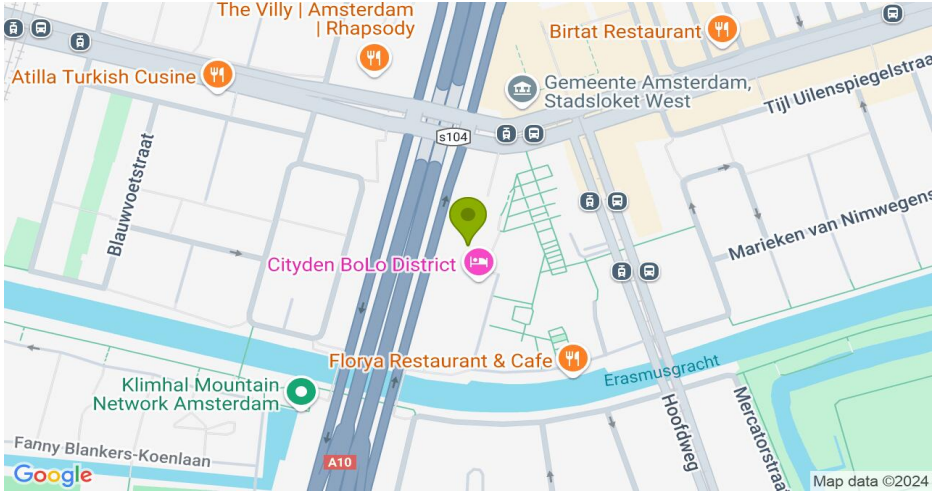 The Villy | Amsterdam
| Rhapsody
Birtat Restaurant
Atilla Turkish Cusine
Gemeente Amsterdam,
Stadsloket West
Tijl Uilenspiegelstraa
s104
Blauwvoetstraat
Marieken van Nimwegens
Cityden BoLo District
Florya Restaurant & Cafe
Erasmusgracht
Klimhal Mountain
Network Amsterdam
Hoofdweg
Mercatorstraat
Fanny Blankers-Koenlaan
A10
Google
Map data ©2024